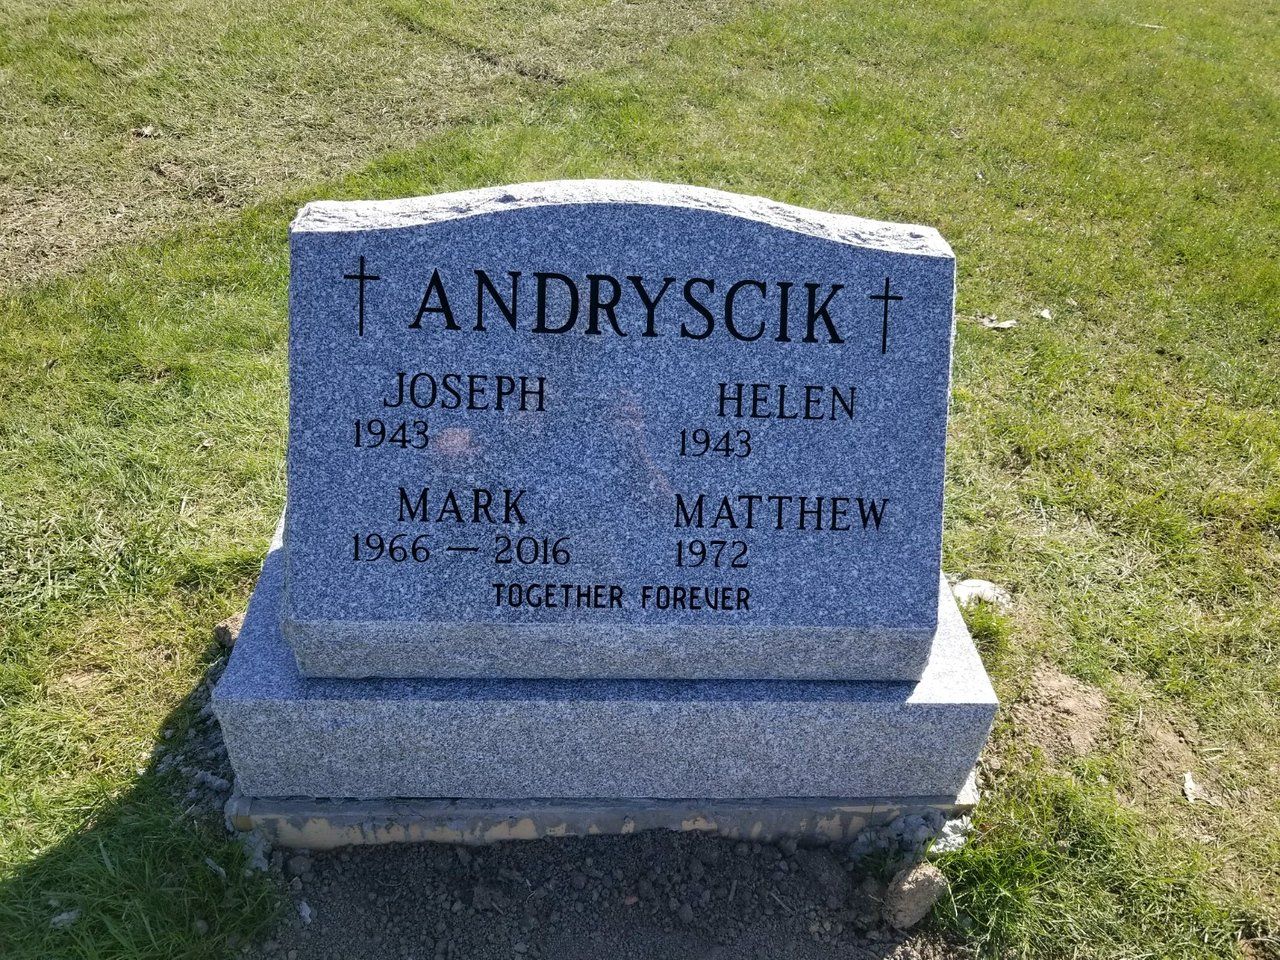 ANDRYSCIK
JOSEPH HELEN
1943 1943
MARK MATTHEW
1966 — 2016 1972
TOGETHER FOREVER